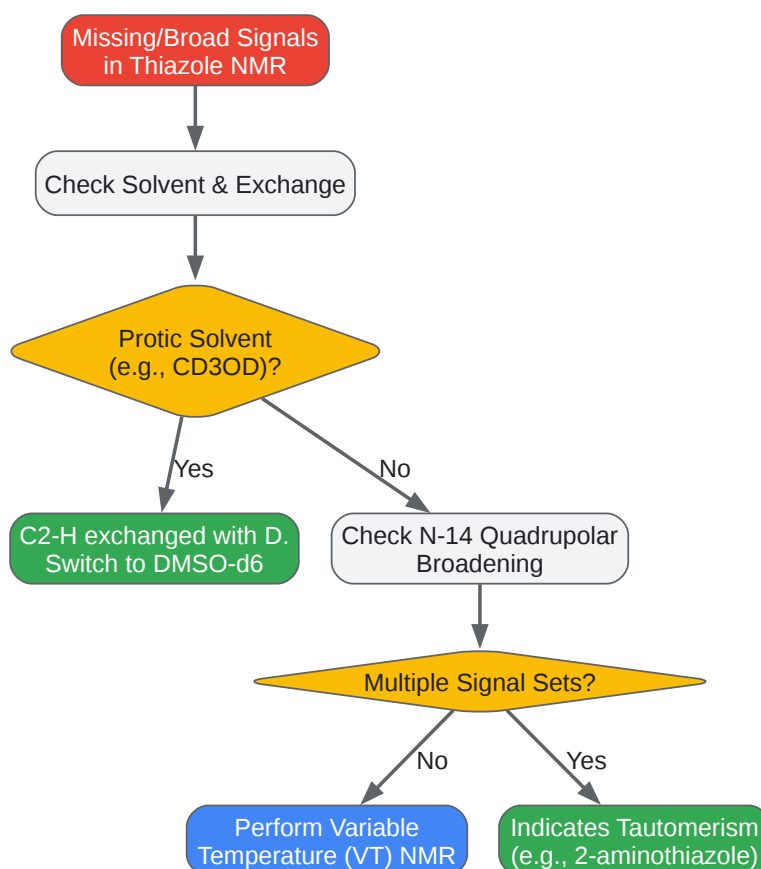 Missing/Broad Signals
in Thiazole NMR
Check Solvent & Exchange
Protic Solvent
(e.g., CD3OD)?
Yes
No
C2-H exchanged with D.
Switch to DMSO-d6
Check N-14 Quadrupolar
Broadening
Multiple Signal Sets?
No
Yes
Perform Variable
Temperature (VT) NMR
Indicates Tautomerism
(e.g., 2-aminothiazole)